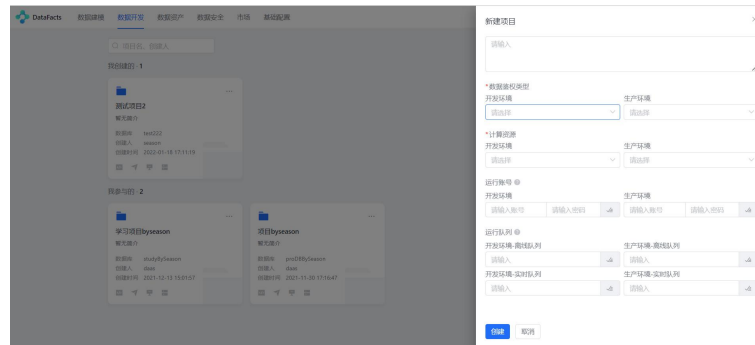 DataFacts 数据建模 数据开发 数据资产 数据安全 市场 基础配置
项目名、创建人
我创建的 · 1
测试项目2
暂无简介
数据库 test222
创建人 season
创建时间 2022-01-18 17:11:19
我参与的 · 2
学习项目byseason
暂无简介
数据库 studyBySeason
创建人 daas
创建时间 2021-12-13 10:01:07
项目byseason
暂无简介
数据库 proDBBySeason
创建人 daas
创建时间 2021-11-20 17:16:47
新建项目
请输入
*数据鉴权类型
开发环境 生产环境
请选择 请选择
*计算资源
开发环境 生产环境
请选择 请选择
运行账号
开发环境 生产环境
请输入账号 请输入密码 请输入账号 请输入密码
运行队列
开发环境-离线队列 生产环境-离线队列
请输入 请输入
开发环境-实时队列 生产环境-实时队列
请输入 请输入
创建 取消